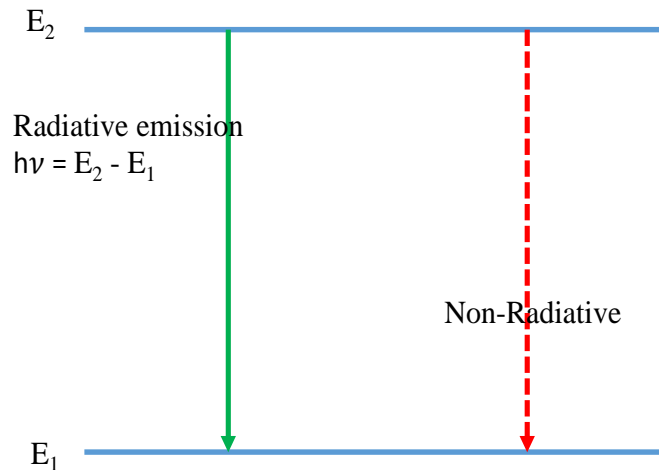 E₂
Radiative emission
hν = E₂ - E₁
Non-Radiative
E₁